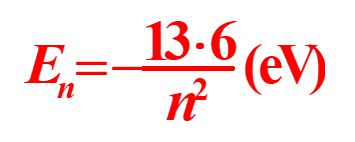 Eₙ = −13·6/n² (eV)